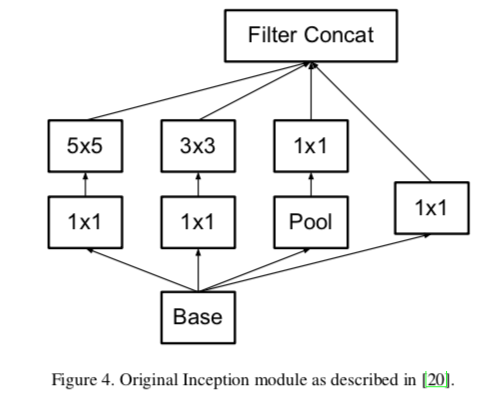 Filter Concat
5x5
3x3
1x1
1x1
1x1
1x1
Pool
Base
Figure 4. Original Inception module as described in [20].